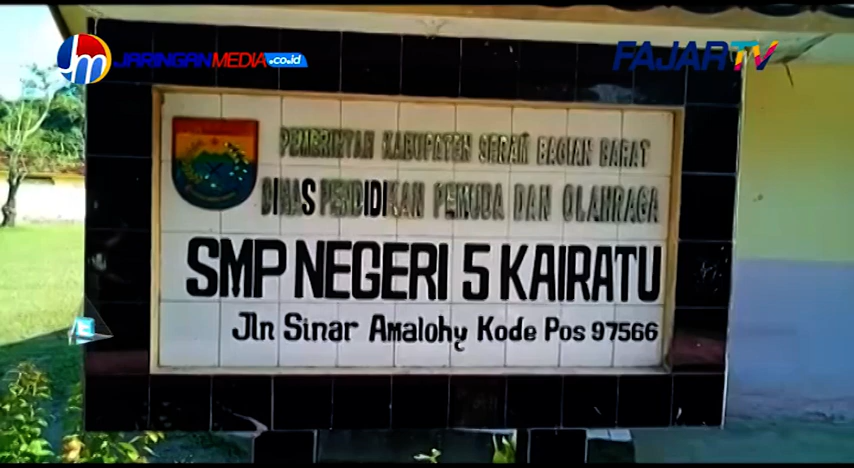 JM JARINGANMEDIA.co.id
FAJAR TV
PEMERINTAH KABUPATEN SERAM BAGIAN BARAT
DINAS PENDIDIKAN PEMUDA DAN OLAHRAGA
SMP NEGERI 5 KAIRATU
Jln Sinar Amalohy Kode Pos 97566